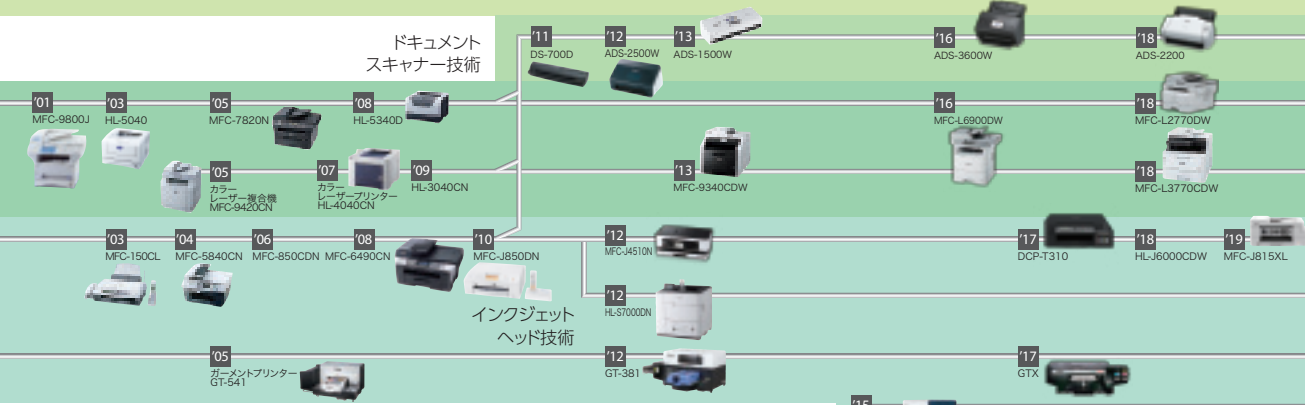 ドキュメント
スキャナー技術
'11
DS-700D
'12
ADS-2500W
'13
ADS-1500W
'16
ADS-3600W
'18
ADS-2200
'01
MFC-9800J
'03
HL-5040
'05
MFC-7820N
'08
HL-5340D
'16
MFC-L6900DW
'18
MFC-L2770DW
'05
カラー
レーザー複合機
MFC-9420CN
'07
カラー
レーザープリンター
HL-4040CN
'09
HL-3040CN
'13
MFC-9340CDW
'18
MFC-L3770CDW
'03
MFC-150CL
'04
MFC-5840CN
'06
MFC-850CDN
'08
MFC-6490CN
'10
MFC-J850DN
'12
MFC-J4510N
'17
DCP-T310
'18
HL-J6000CDW
'19
MFC-J815XL
インクジェット
ヘッド技術
'12
HL-S7000DN
'05
ガーメントプリンター
GT-541
'12
GT-381
'17
GTX
'15